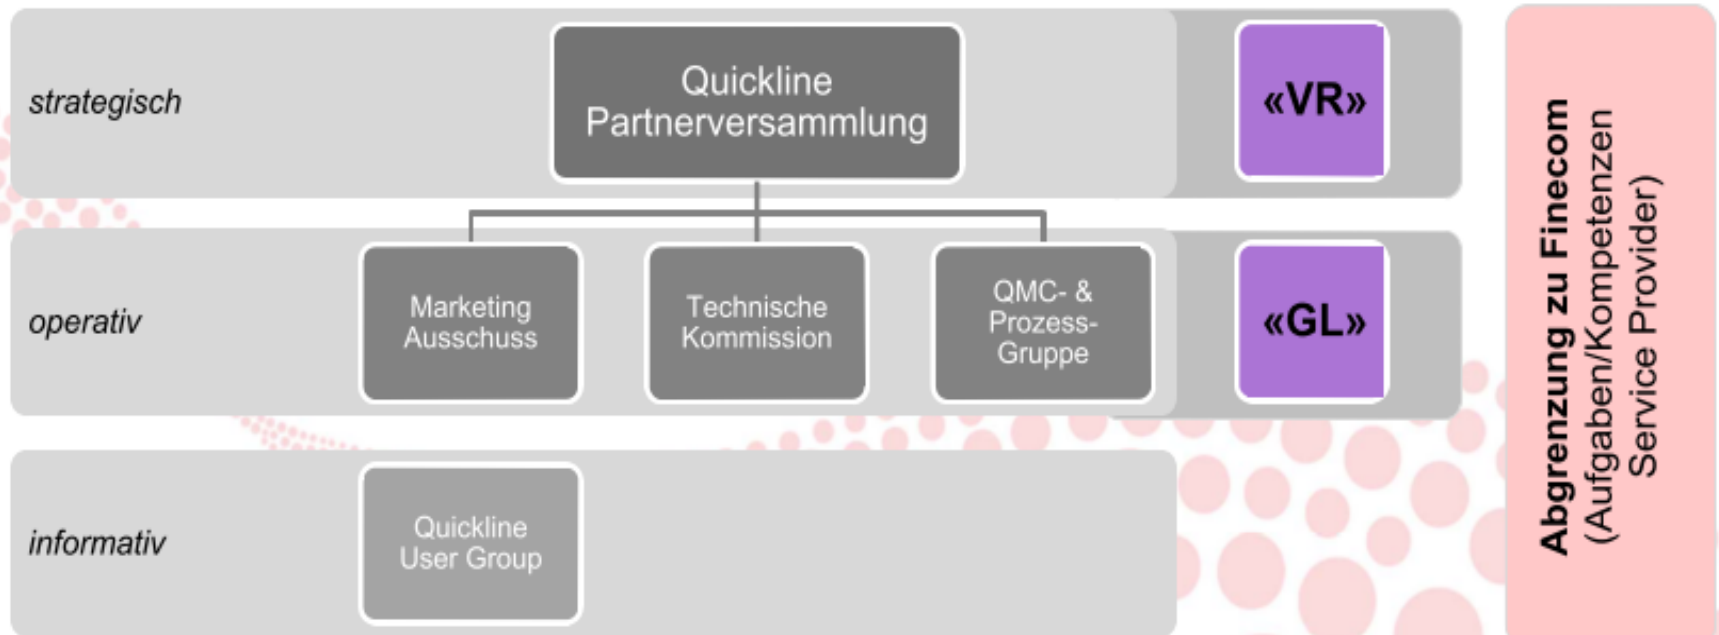 strategisch
Quickline
Partnerversammlung
«VR»
operativ
Marketing
Ausschuss
Technische
Kommission
QMC- &
Prozess-
Gruppe
«GL»
informativ
Quickline
User Group
Abgrenzung zu Finecom
(Aufgaben/Kompetenzen
Service Provider)